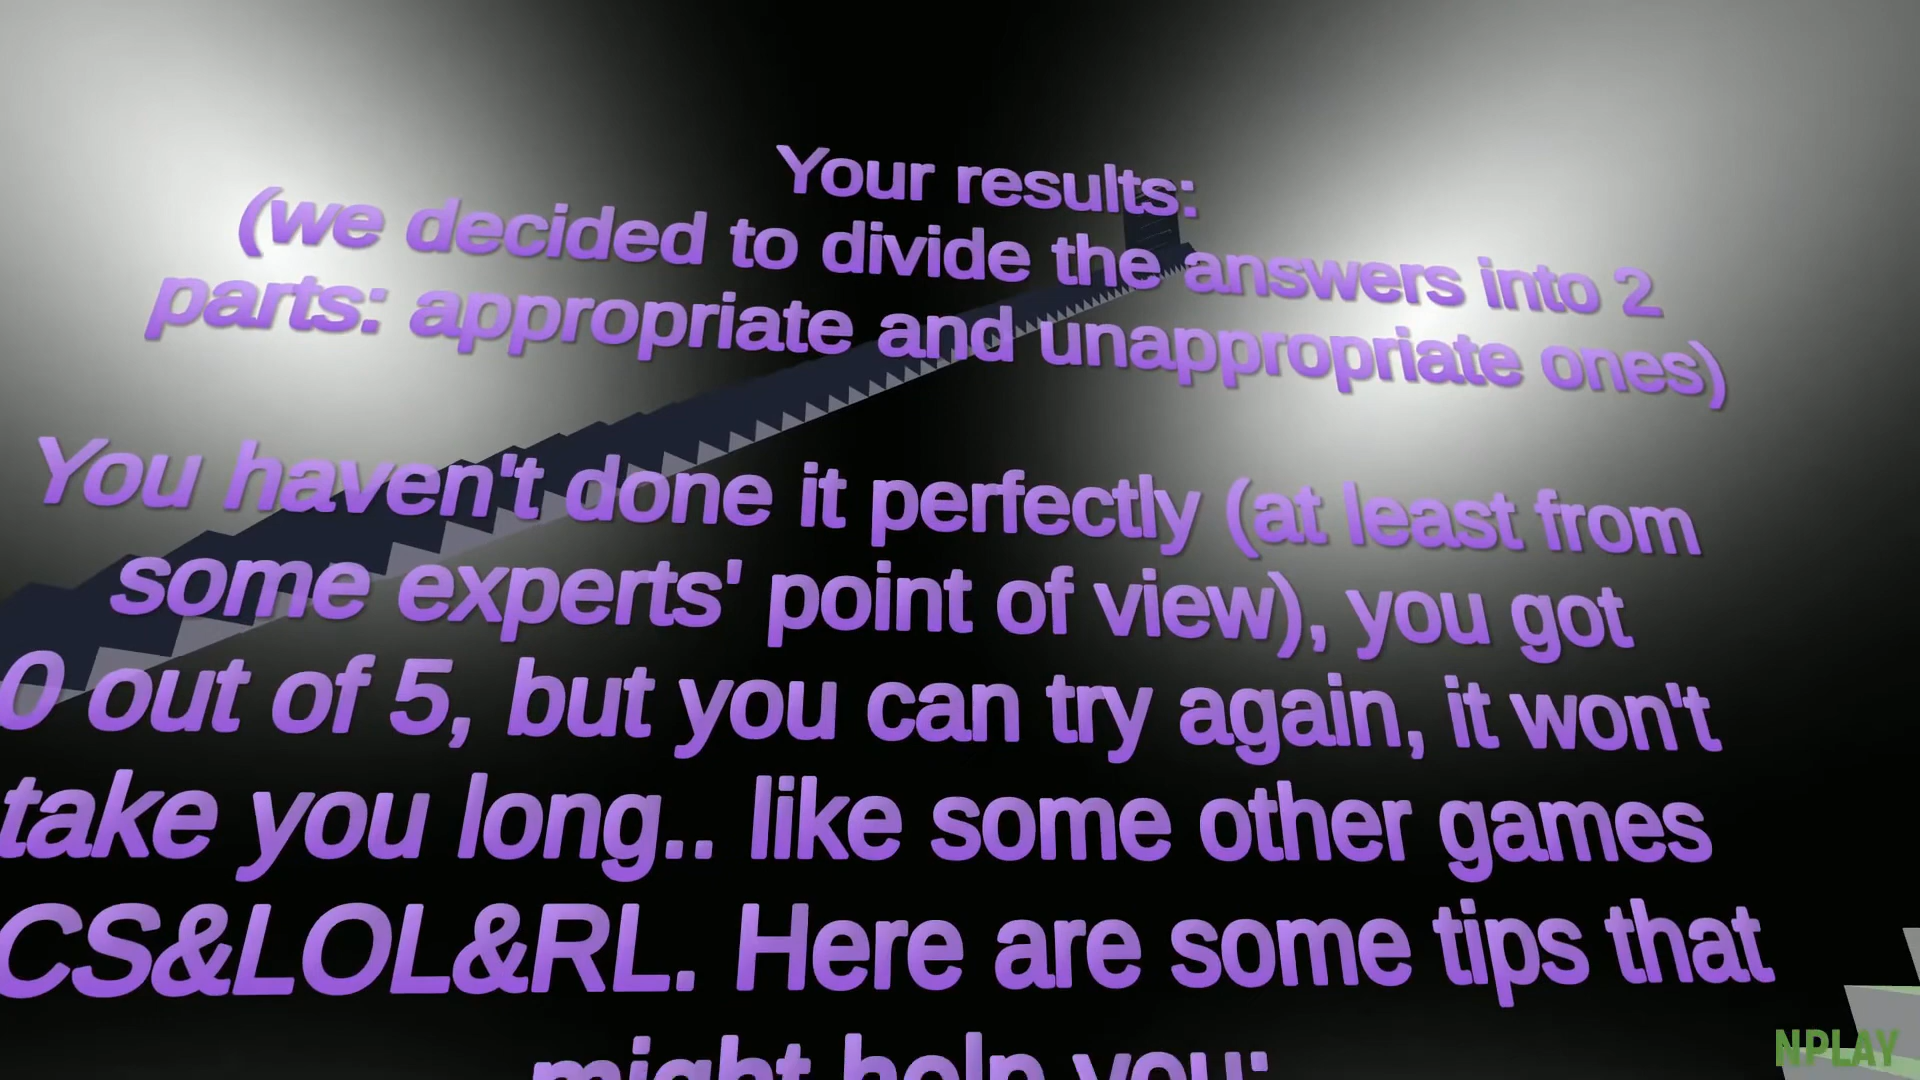 Your results:
(we decided to divide the answers into 2
parts: appropriate and unappropriate ones)
You haven't done it perfectly (at least from
some experts' point of view), you got
0 out of 5, but you can try again, it won't
take you long.. like some other games
CS&LOL&RL. Here are some tips that
might help you:
NPLAY